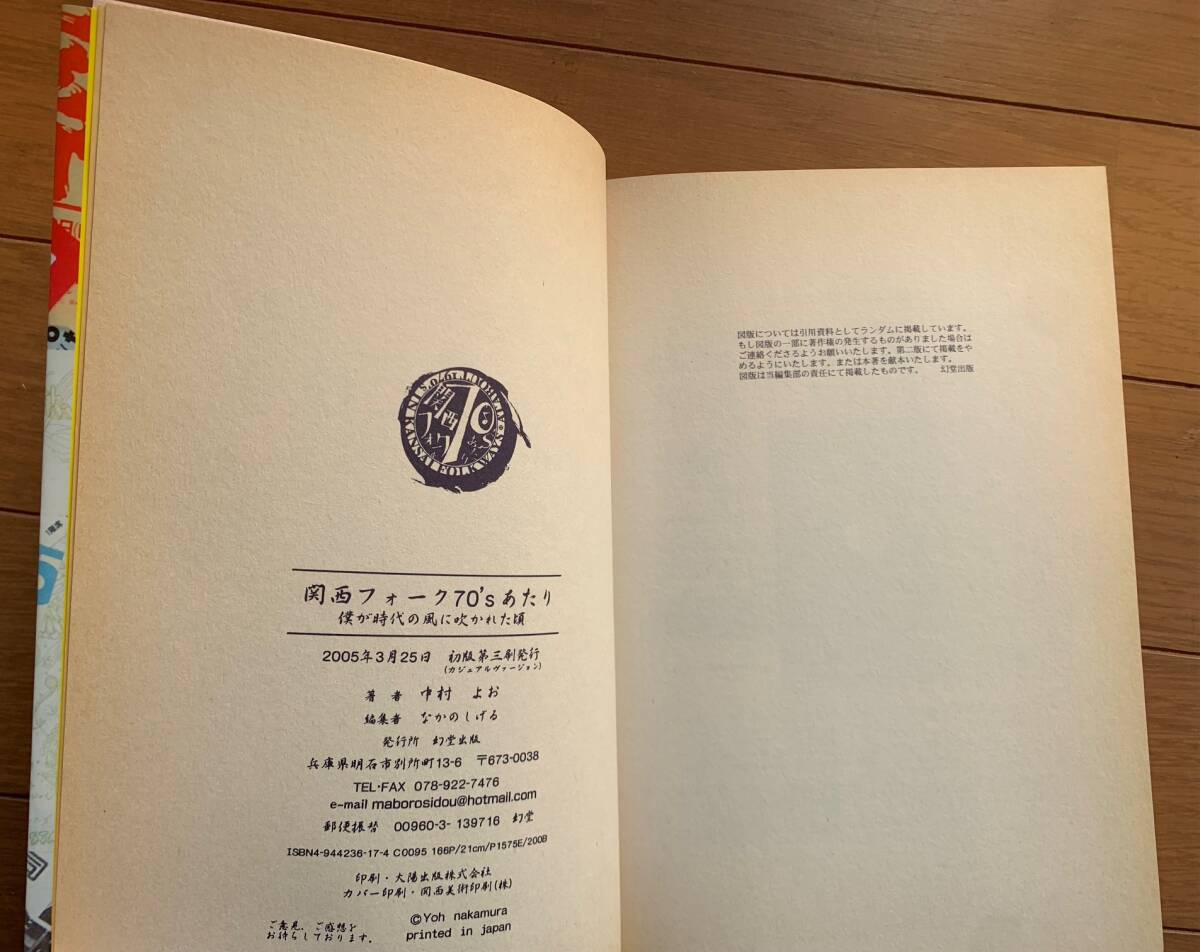 ALL ABOUT 1970'S IN KANSAI FOLK WAYS
関西フォーク70'sあたり
僕が時代の風に吹かれた頃
2005年3月25日 初版第三刷発行
(カジュアルヴァージョン)
著者 中村 よお
編集者 なかのしげる
発行所 幻堂出版
兵庫県明石市別所町13-6 〒673-0038
TEL・FAX 078-922-7476
e-mail maborosidou@hotmail.com
郵便振替 00960-3-139716 幻堂
ISBN4-944236-17-4 C0095 166P/21cm/P1575E/200B
印刷・大陽出版株式会社
カバー印刷・関西美術印刷(株)
ご意見、ご感想を
お待ちしております。
©Yoh nakamura
printed in japan
図版については引用資料としてランダムに掲載しています。
もし図版の一部に著作権の発生するものがありました場合は
ご連絡くださるようお願いいたします。第二版にて掲載をや
めるようにいたします。または本著を献本いたします。
図版は当編集部の責任にて掲載したものです。 幻堂出版